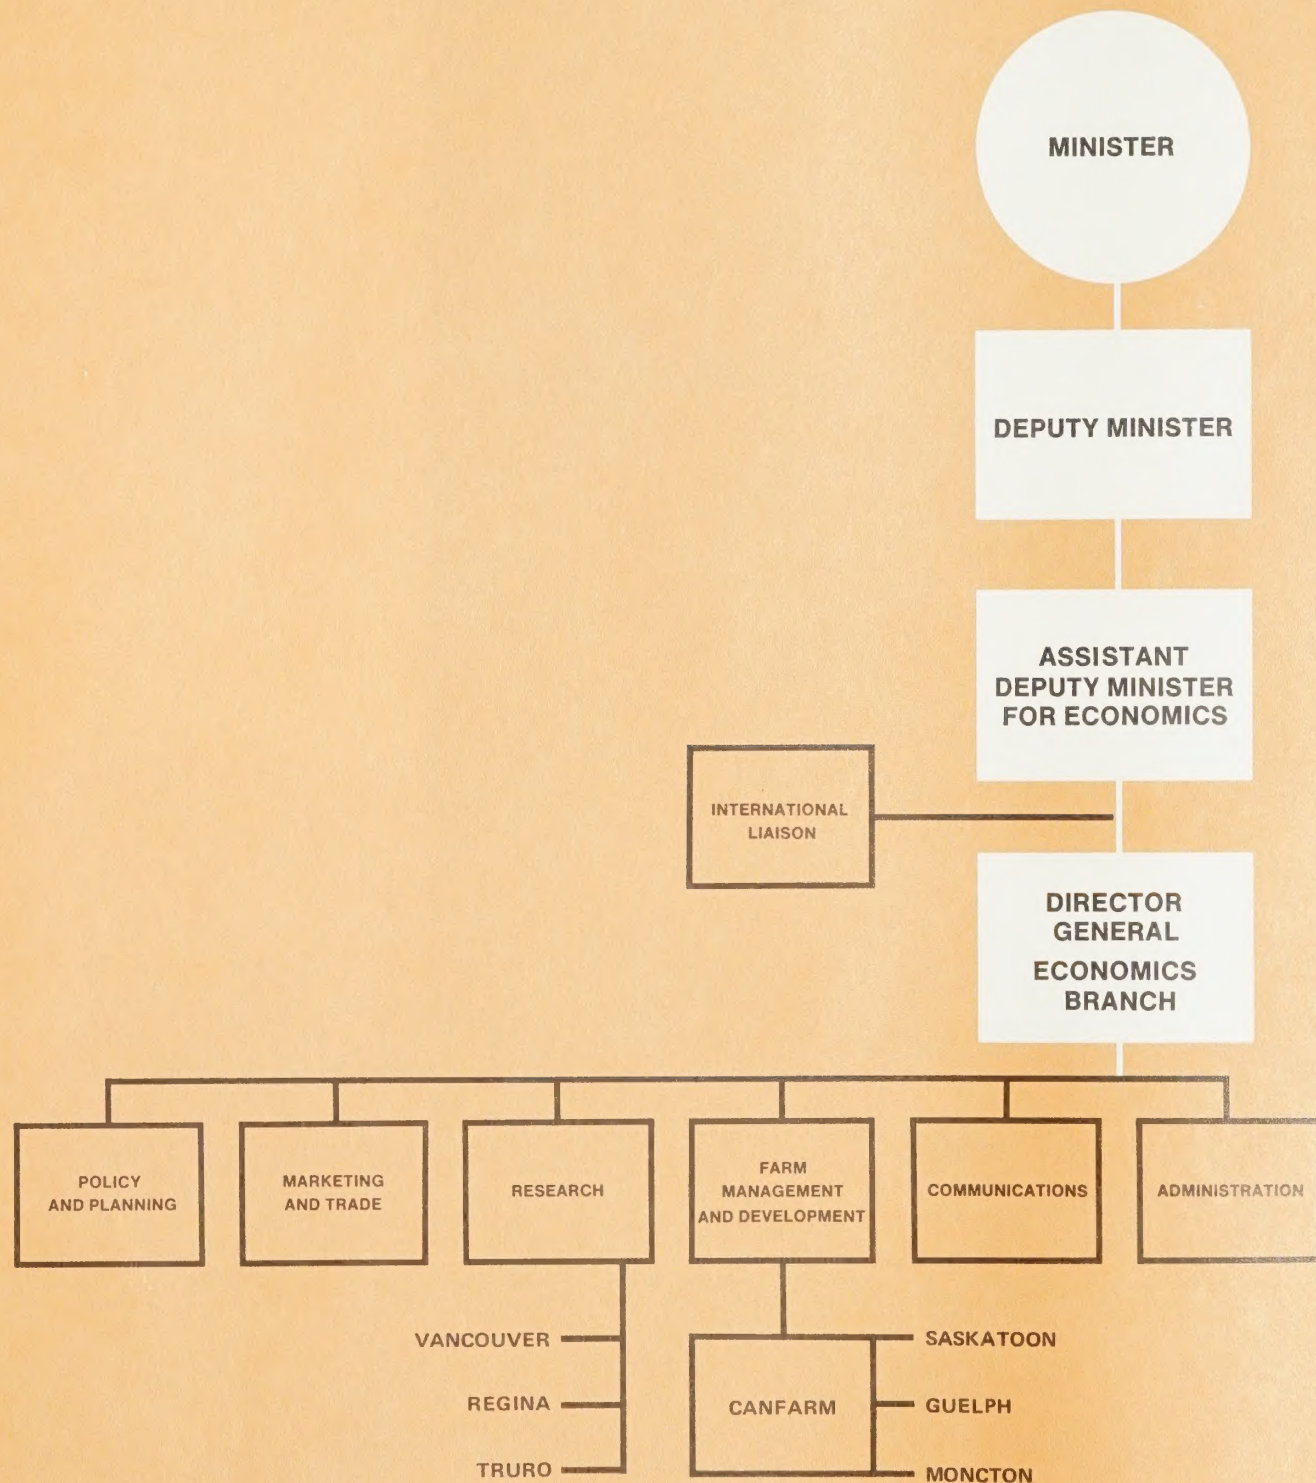 MINISTER
DEPUTY MINISTER
ASSISTANT
DEPUTY MINISTER
FOR ECONOMICS
INTERNATIONAL
LIAISON
DIRECTOR
GENERAL
ECONOMICS
BRANCH
POLICY
AND PLANNING
MARKETING
AND TRADE
RESEARCH
FARM
MANAGEMENT
AND DEVELOPMENT
COMMUNICATIONS
ADMINISTRATION
VANCOUVER
REGINA
TRURO
CANFARM
SASKATOON
GUELPH
MONCTON